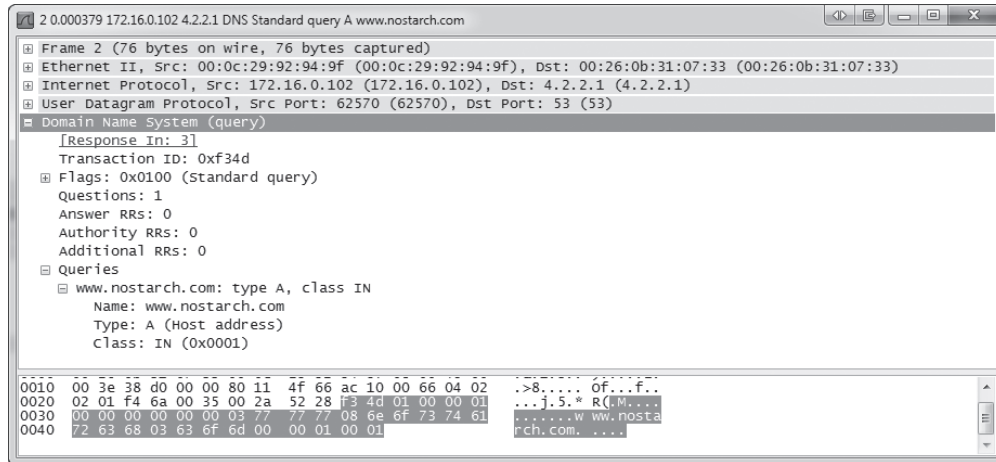 2 0.000379 172.16.0.102 4.2.2.1 DNS Standard query A www.nostarch.com
Frame 2 (76 bytes on wire, 76 bytes captured)
Ethernet II, Src: 00:0c:29:92:94:9f (00:0c:29:92:94:9f), Dst: 00:26:0b:31:07:33 (00:26:0b:31:07:33)
Internet Protocol, Src: 172.16.0.102 (172.16.0.102), Dst: 4.2.2.1 (4.2.2.1)
User Datagram Protocol, Src Port: 62570 (62570), Dst Port: 53 (53)
Domain Name System (query)
[Response In: 3]
Transaction ID: 0xf34d
Flags: 0x0100 (Standard query)
Questions: 1
Answer RRs: 0
Authority RRs: 0
Additional RRs: 0
Queries
www.nostarch.com: type A, class IN
Name: www.nostarch.com
Type: A (Host address)
Class: IN (0x0001)
0010 00 3e 38 d0 00 00 80 11 4f 66 ac 10 00 66 04 02 .>8..... Of...f..
0020 02 01 f4 6a 00 35 00 2a 52 28 f3 4d 01 00 00 01 ...j.5.* R(.M....
0030 00 00 00 00 00 00 03 77 77 77 08 6e 6f 73 74 61 .......w ww.nosta
0040 72 63 68 03 63 6f 6d 00 00 01 00 01 rch.com. ....